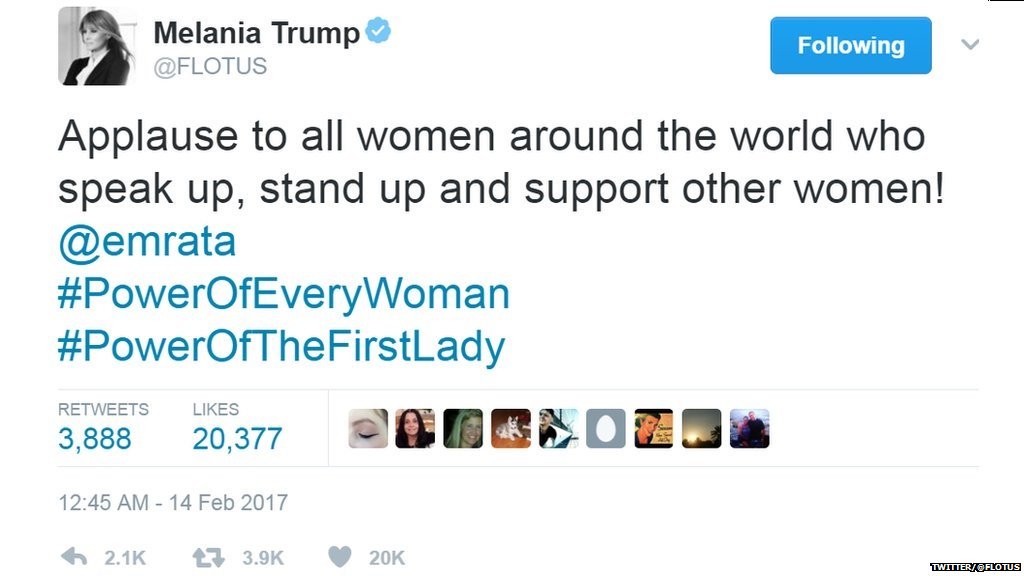 Melania Trump
@FLOTUS
Following
Applause to all women around the world who
speak up, stand up and support other women!
@emrata
#PowerOfEveryWoman
#PowerOfTheFirstLady
RETWEETS LIKES
3,888 20,377
12:45 AM - 14 Feb 2017
2.1K 3.9K 20K
TWITTER/@FLOTUS